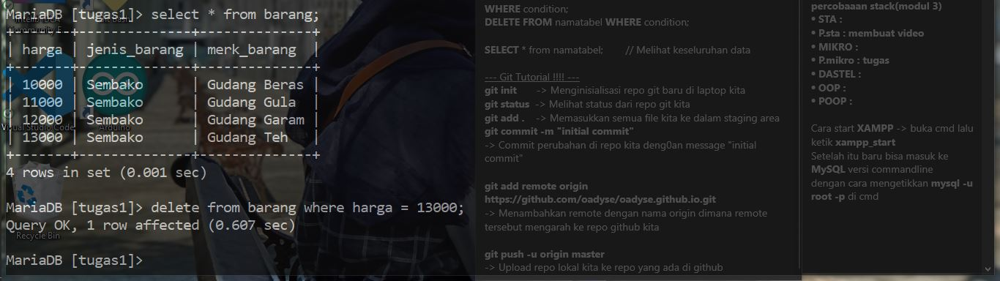 MariaDB [tugas1]> select * from barang;
+--------+--------------+--------------+
| harga | jenis_barang | merk_barang |
+--------+--------------+--------------+
| 10000 | Sembako | Gudang Beras |
| 11000 | Sembako | Gudang Gula |
| 12000 | Sembako | Gudang Garam |
| 13000 | Sembako | Gudang Teh |
+--------+--------------+--------------+
4 rows in set (0.001 sec)
MariaDB [tugas1]> delete from barang where harga = 13000;
Query OK, 1 row affected (0.607 sec)
MariaDB [tugas1]>
Visual Studio Code
Arduino
Recycle Bin
WHERE condition;
DELETE FROM namatabel WHERE condition;
SELECT * from namatabel; // Melihat keseluruhan data
--- Git Tutorial !!!! ---
git init -> Menginisialisasi repo git baru di laptop kita
git status -> Melihat status dari repo git kita
git add . -> Memasukkan semua file kita ke dalam staging area
git commit -m "initial commit"
-> Commit perubahan di repo kita deng0an message "initial
commit"
git add remote origin
https://github.com/oadyse/oadyse.github.io.git
-> Menambahkan remote dengan nama origin dimana remote
tersebut mengarah ke repo github kita
git push -u origin master
-> Upload repo lokal kita ke repo yang ada di github
percobaaan stack(modul 3)
• STA :
• P.sta : membuat video
• MIKRO :
• P.mikro : tugas
• DASTEL :
• OOP :
• POOP :
Cara start XAMPP -> buka cmd lalu
ketik xampp_start
Setelah itu baru bisa masuk ke
MySQL versi commandline
dengan cara mengetikkan mysql -u
root -p di cmd